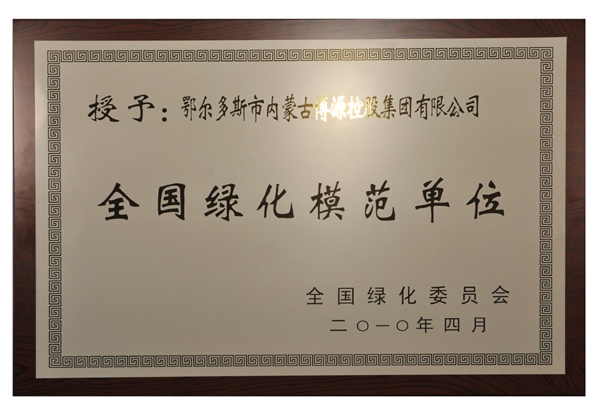 授予：鄂尔多斯市内蒙古博源控股集团有限公司
全国绿化模范单位
全国绿化委员会
二〇一〇年四月